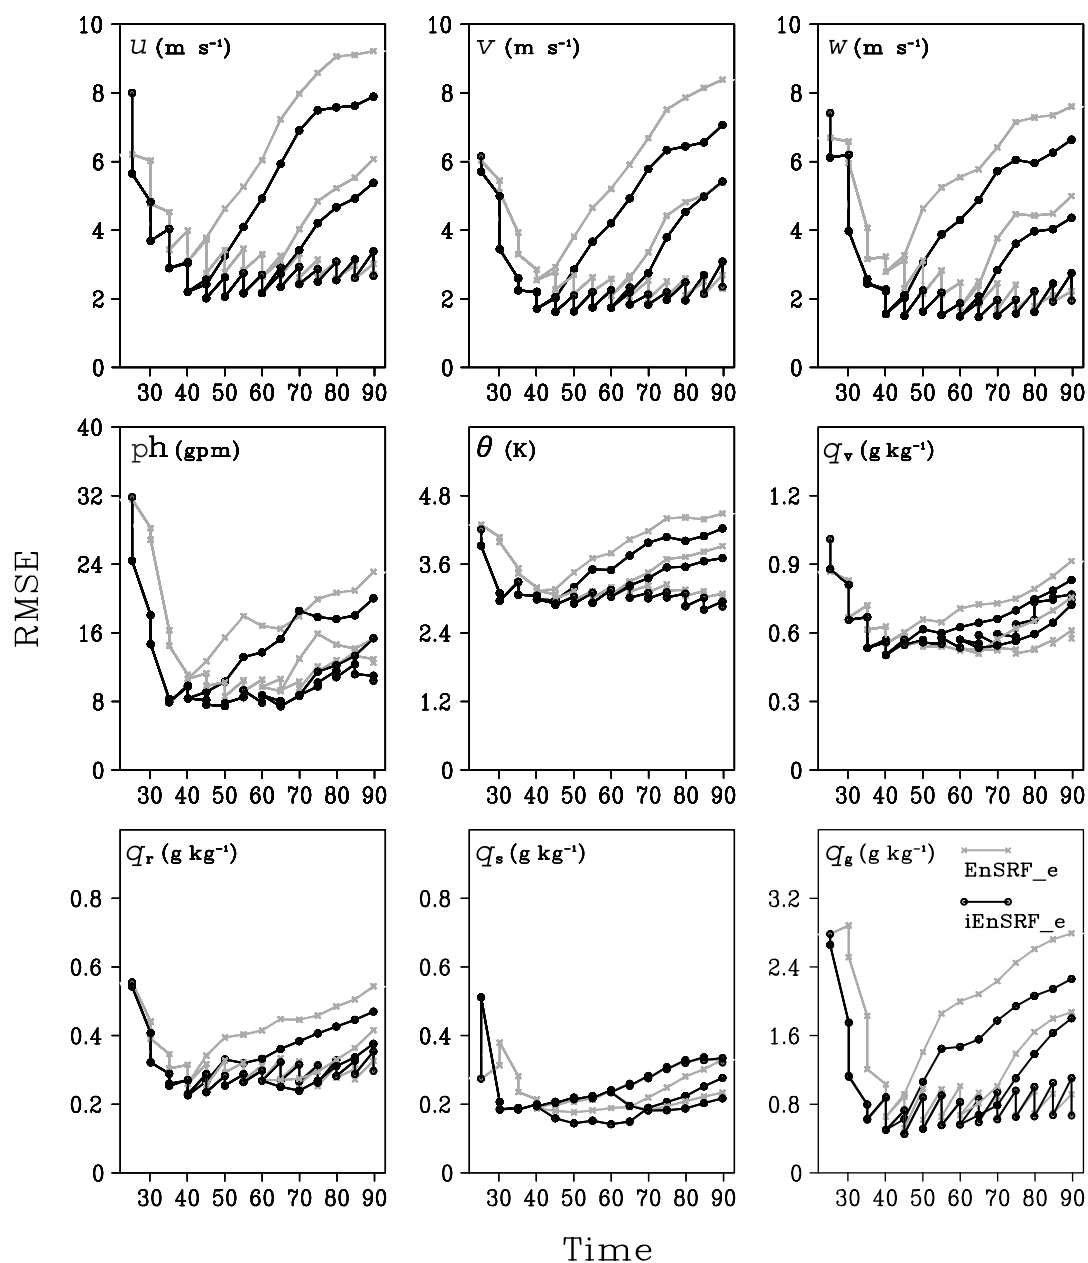 10 10 10
u (m s⁻¹) v (m s⁻¹) w (m s⁻¹)
8 8 8
6 6 6
4 4 4
2 2 2
0 0 0
30 40 50 60 70 80 90 30 40 50 60 70 80 90 30 40 50 60 70 80 90
40
ph (gpm) θ (K) qv (g kg⁻¹)
32 4.8 1.2
24 3.6 0.9
RMSE
16 2.4 0.6
8 1.2 0.3
0 0 0
30 40 50 60 70 80 90 30 40 50 60 70 80 90 30 40 50 60 70 80 90
qr (g kg⁻¹) qs (g kg⁻¹) qg (g kg⁻¹)
EnSRF_e
0.8 0.8 3.2
iEnSRF_e
0.6 0.6 2.4
0.4 0.4 1.6
0.2 0.2 0.8
0 0 0
30 40 50 60 70 80 90 30 40 50 60 70 80 90 30 40 50 60 70 80 90
Time